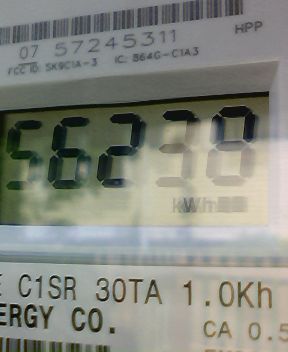 07 57245311 HPP
FCC ID: SK9C1A-3 IC: 864G-C1A3
56238
kWh
C1SR 30TA 1.0Kh
ERGY CO.
CA 0.5